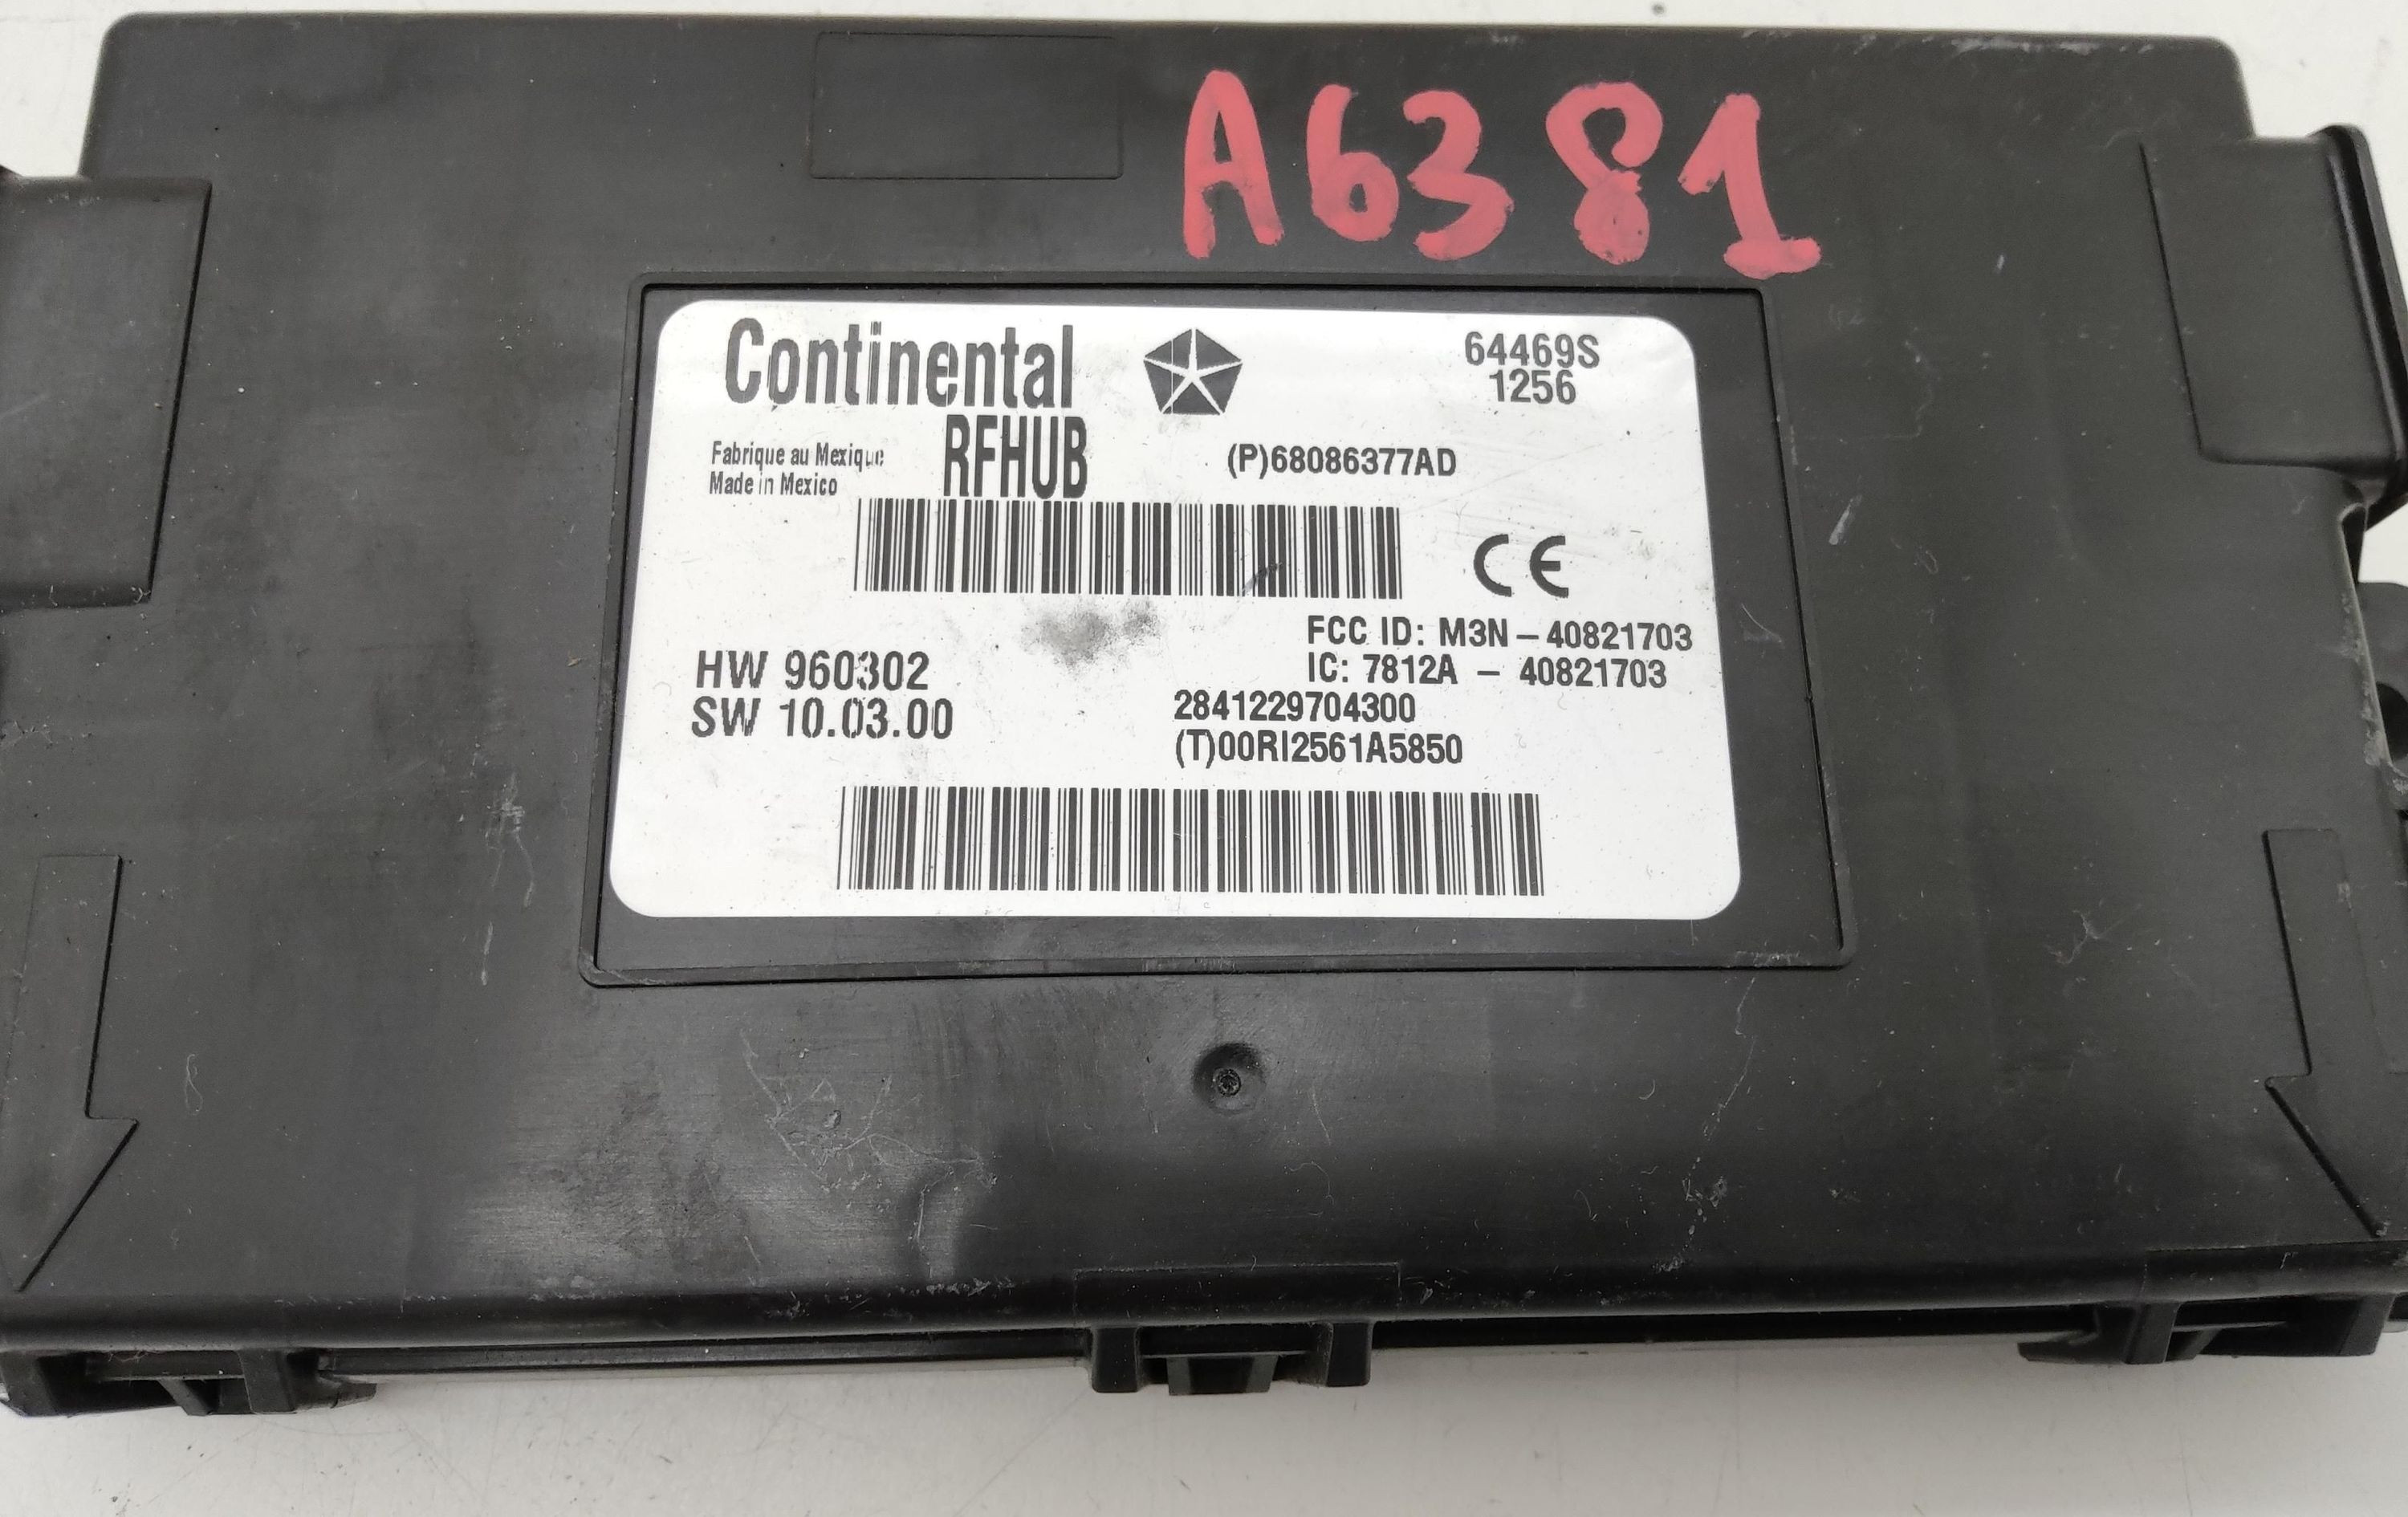 A6381
Continental
64469S
1256
RFHUB
Fabrique au Mexique
Made in Mexico
(P)68086377AD
CE
FCC ID: M3N-40821703
IC: 7812A - 40821703
HW 960302
SW 10.03.00
2841229704300
(T)00RI2561A5850